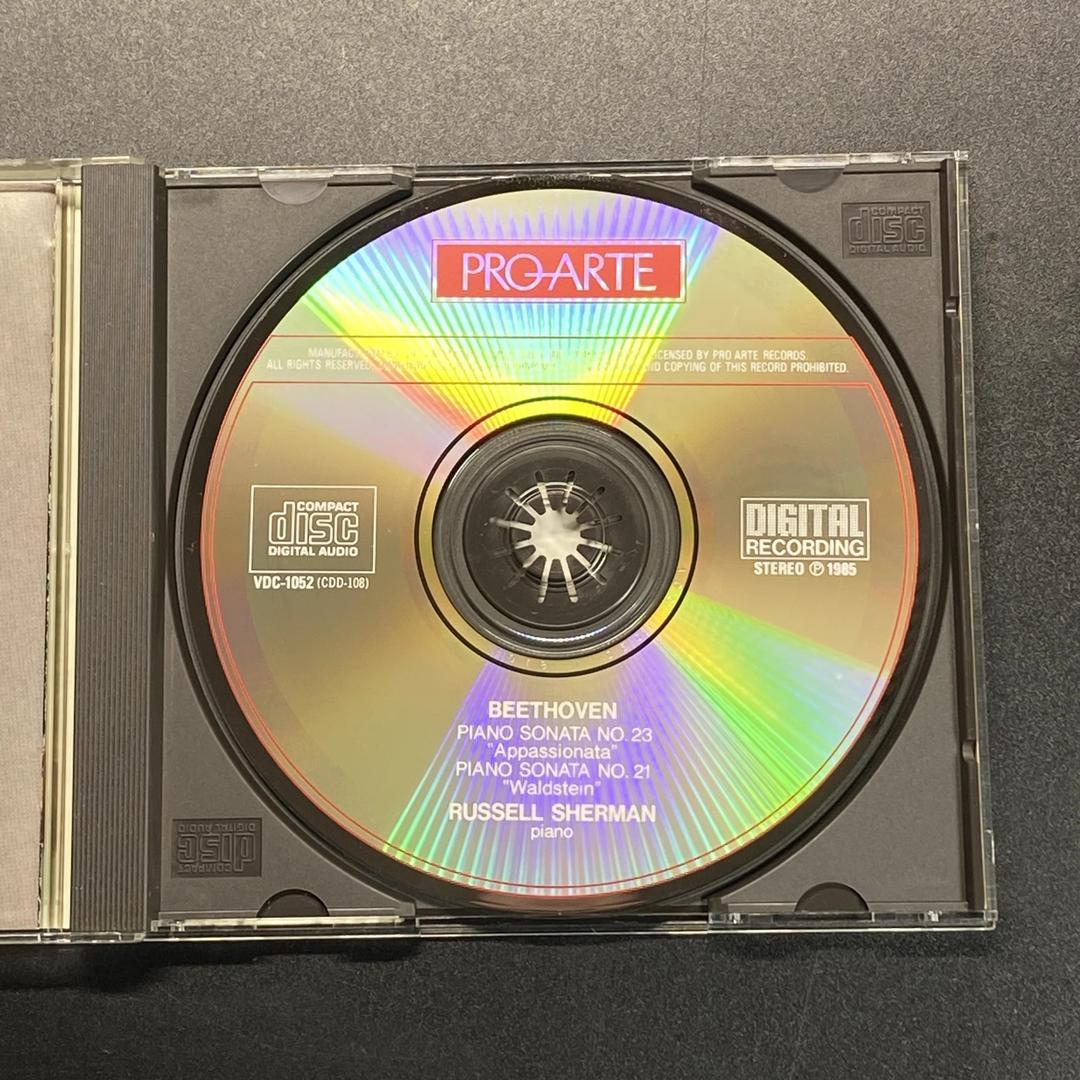 COMPACT
disc
DIGITAL AUDIO
PRO-ARTE
MANUFACTURED LICENSED BY PRO ARTE RECORDS.
ALL RIGHTS RESERVED. AND COPYING OF THIS RECORD PROHIBITED.
COMPACT
disc
DIGITAL AUDIO
VDC-1052 (CDD-108)
DIGITAL
RECORDING
STEREO Ⓟ 1985
BEETHOVEN
PIANO SONATA NO. 23
"Appassionata"
PIANO SONATA NO. 21
"Waldstein"
RUSSELL SHERMAN
piano
COMPACT
disc
DIGITAL AUDIO